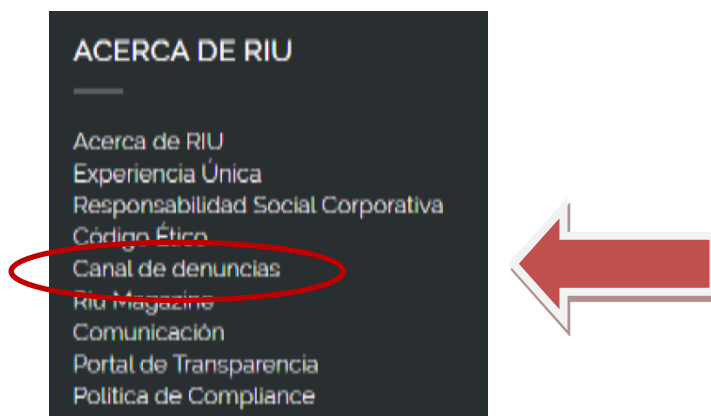 ACERCA DE RIU
Acerca de RIU
Experiencia Única
Responsabilidad Social Corporativa
Código Ético
Canal de denuncias
Riu Magazine
Comunicación
Portal de Transparencia
Política de Compliance